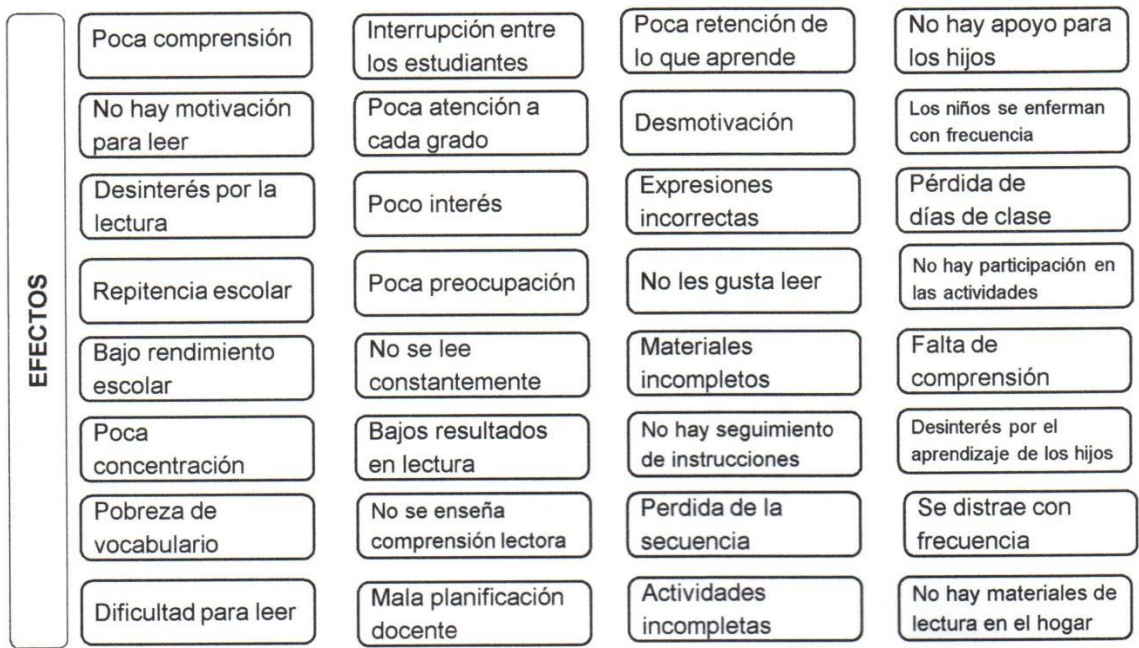 EFECTOS
Poca comprensión
Interrupción entre
los estudiantes
Poca retención de
lo que aprende
No hay apoyo para
los hijos
No hay motivación
para leer
Poca atención a
cada grado
Desmotivación
Los niños se enferman
con frecuencia
Desinterés por la
lectura
Poco interés
Expresiones
incorrectas
Pérdida de
días de clase
Repitencia escolar
Poca preocupación
No les gusta leer
No hay participación en
las actividades
Bajo rendimiento
escolar
No se lee
constantemente
Materiales
incompletos
Falta de
comprensión
Poca
concentración
Bajos resultados
en lectura
No hay seguimiento
de instrucciones
Desinterés por el
aprendizaje de los hijos
Pobreza de
vocabulario
No se enseña
comprensión lectora
Perdida de la
secuencia
Se distrae con
frecuencia
Dificultad para leer
Mala planificación
docente
Actividades
incompletas
No hay materiales de
lectura en el hogar